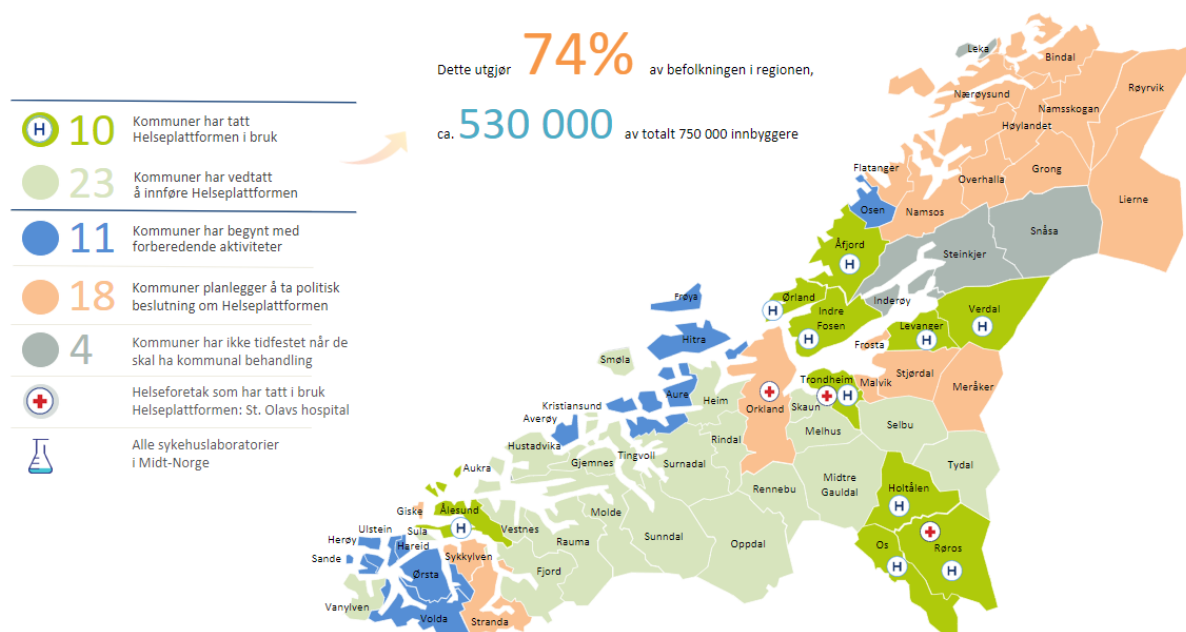 Dette utgjør 74% av befolkningen i regionen,
ca. 530 000 av totalt 750 000 innbyggere
H 10 Kommuner har tatt
Helseplattformen i bruk
23 Kommuner har vedtatt
å innføre Helseplattformen
11 Kommuner har begynt med
forberedende aktiviteter
18 Kommuner planlegger å ta politisk
beslutning om Helseplattformen
4 Kommuner har ikke tidfestet når de
skal ha kommunal behandling
Helseforetak som har tatt i bruk
Helseplattformen: St. Olavs hospital
Alle sykehuslaboratorier
i Midt-Norge
Leka
Bindal
Røyrvik
Nærøysund
Namsskogan
Høylandet
Grong
Flatanger
Overhalla
Lierne
Osen
Namsos
Snåsa
Åfjord
H
Steinkjer
Frøya
Ørland
H
Inderøy
Indre
Fosen
H
Verdal
H
Levanger
H
Hitra
Frosta
Smøla
Stjørdal
Trondheim
H
Malvik
Meråker
Aure
Heim
Orkland
Skaun
Kristiansund
Averøy
Selbu
Melhus
Hustadvika
Rindal
Tingvoll
Gjemnes
Surnadal
Tydal
Aukra
Midtre
Gauldal
Rennebu
Holtålen
H
Giske
Ålesund
H
Molde
Ulstein
Herøy
Sula
Vestnes
Hareid
Rauma
Sunndal
Oppdal
Os
H
Røros
H
Sande
Sykkylven
Ørsta
Fjord
Vanylven
Volda
Stranda